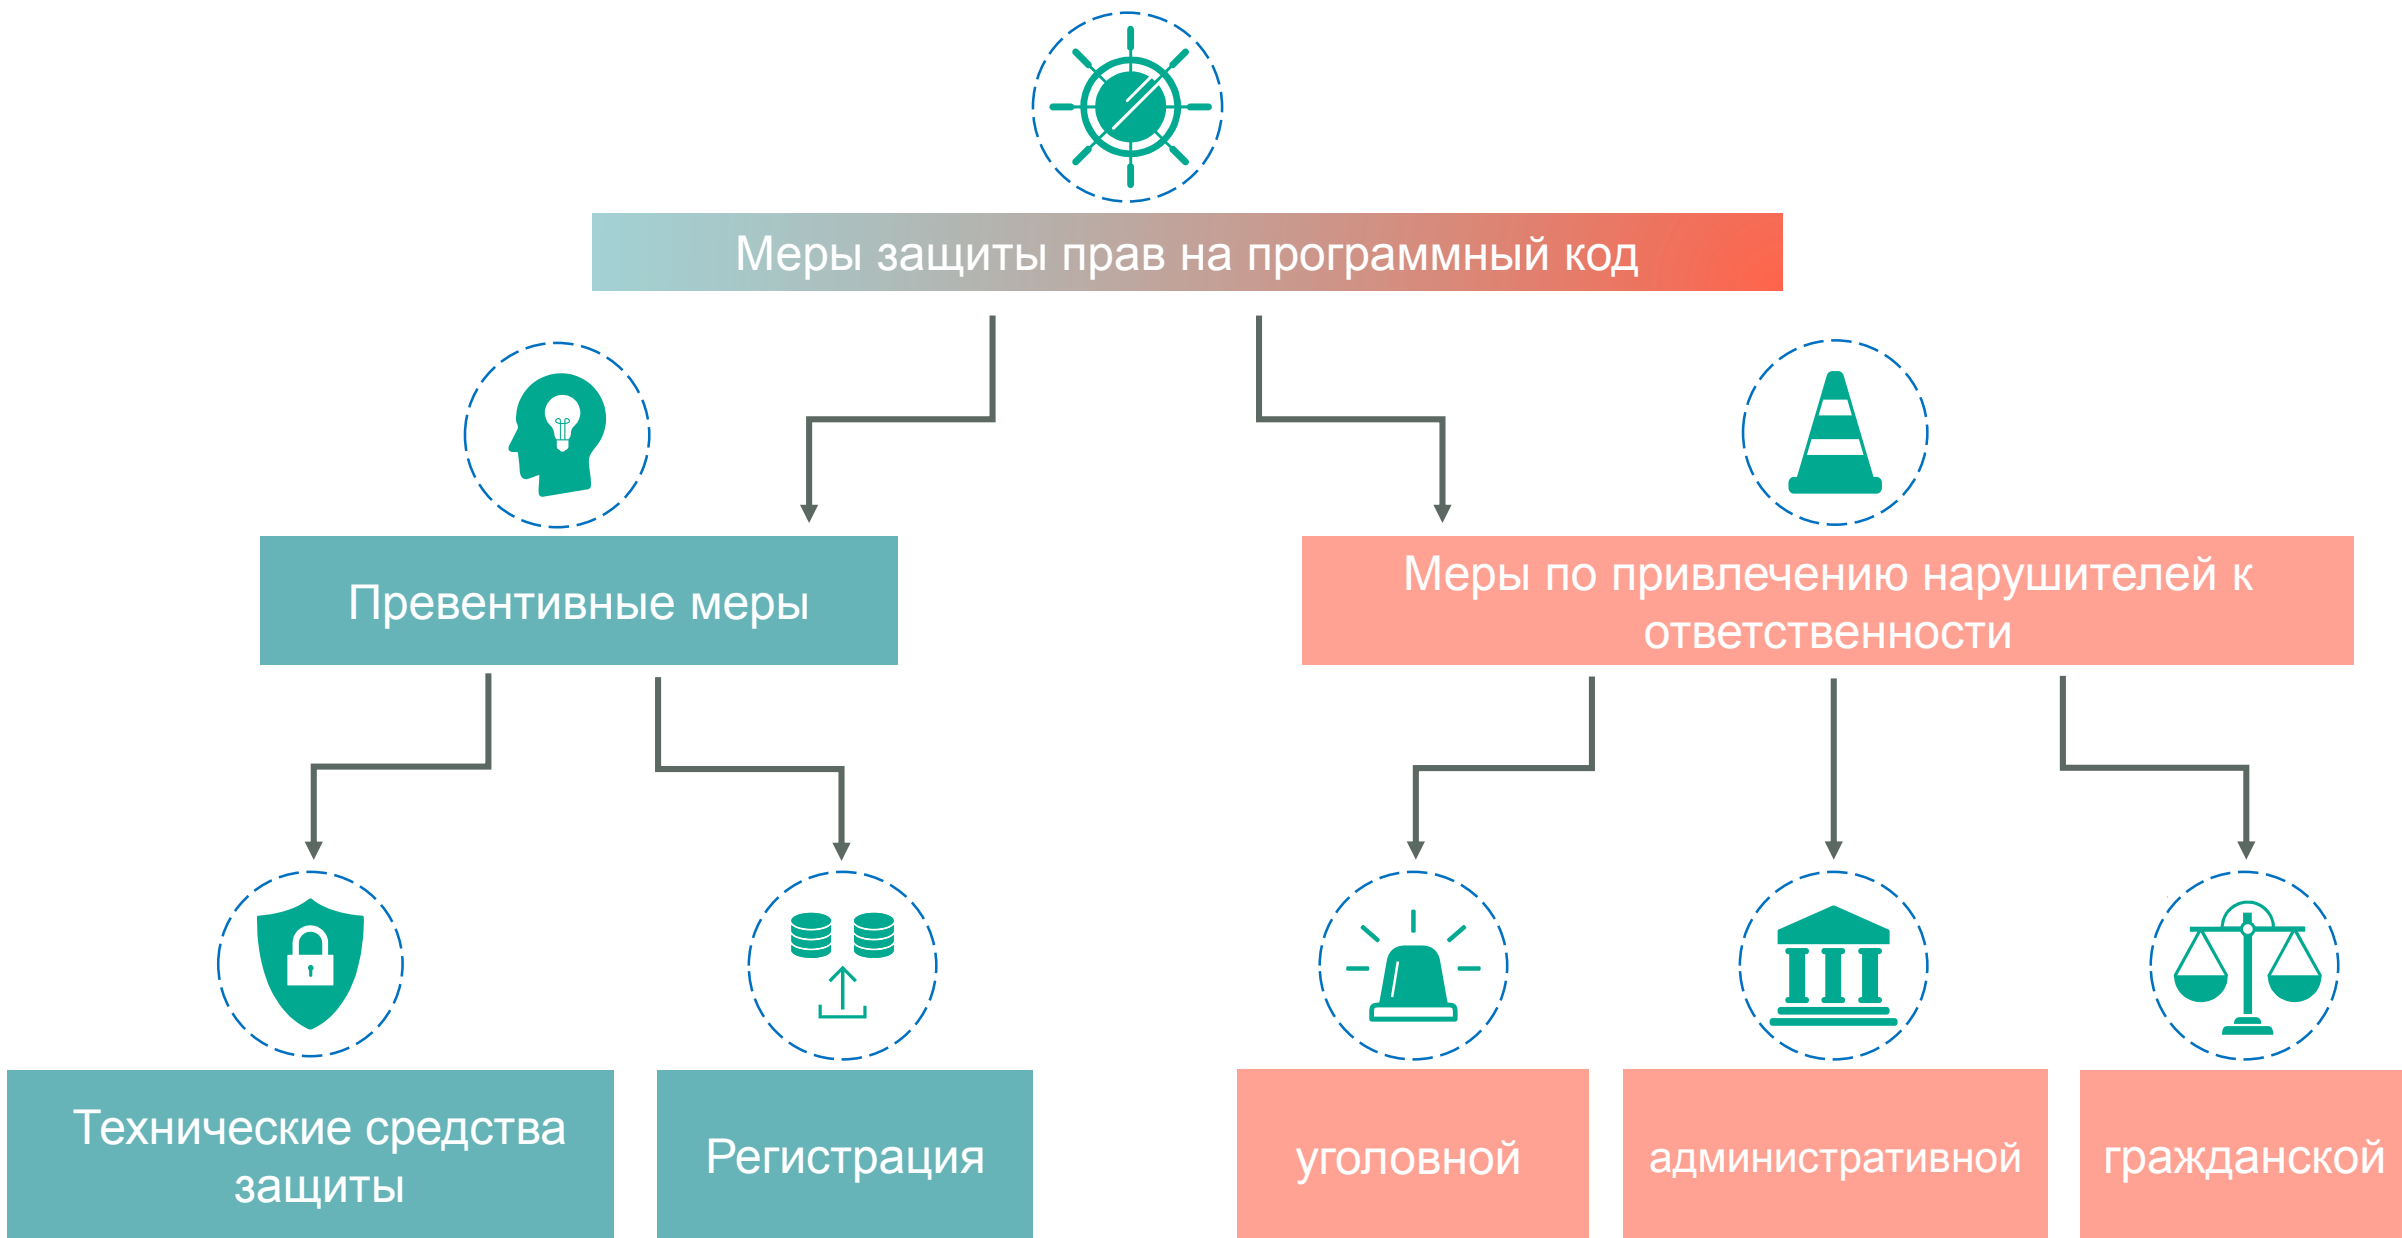 Меры защиты прав на программный код
Превентивные меры
Меры по привлечению нарушителей к
ответственности
Технические средства
защиты
Регистрация
уголовной
административной
гражданской